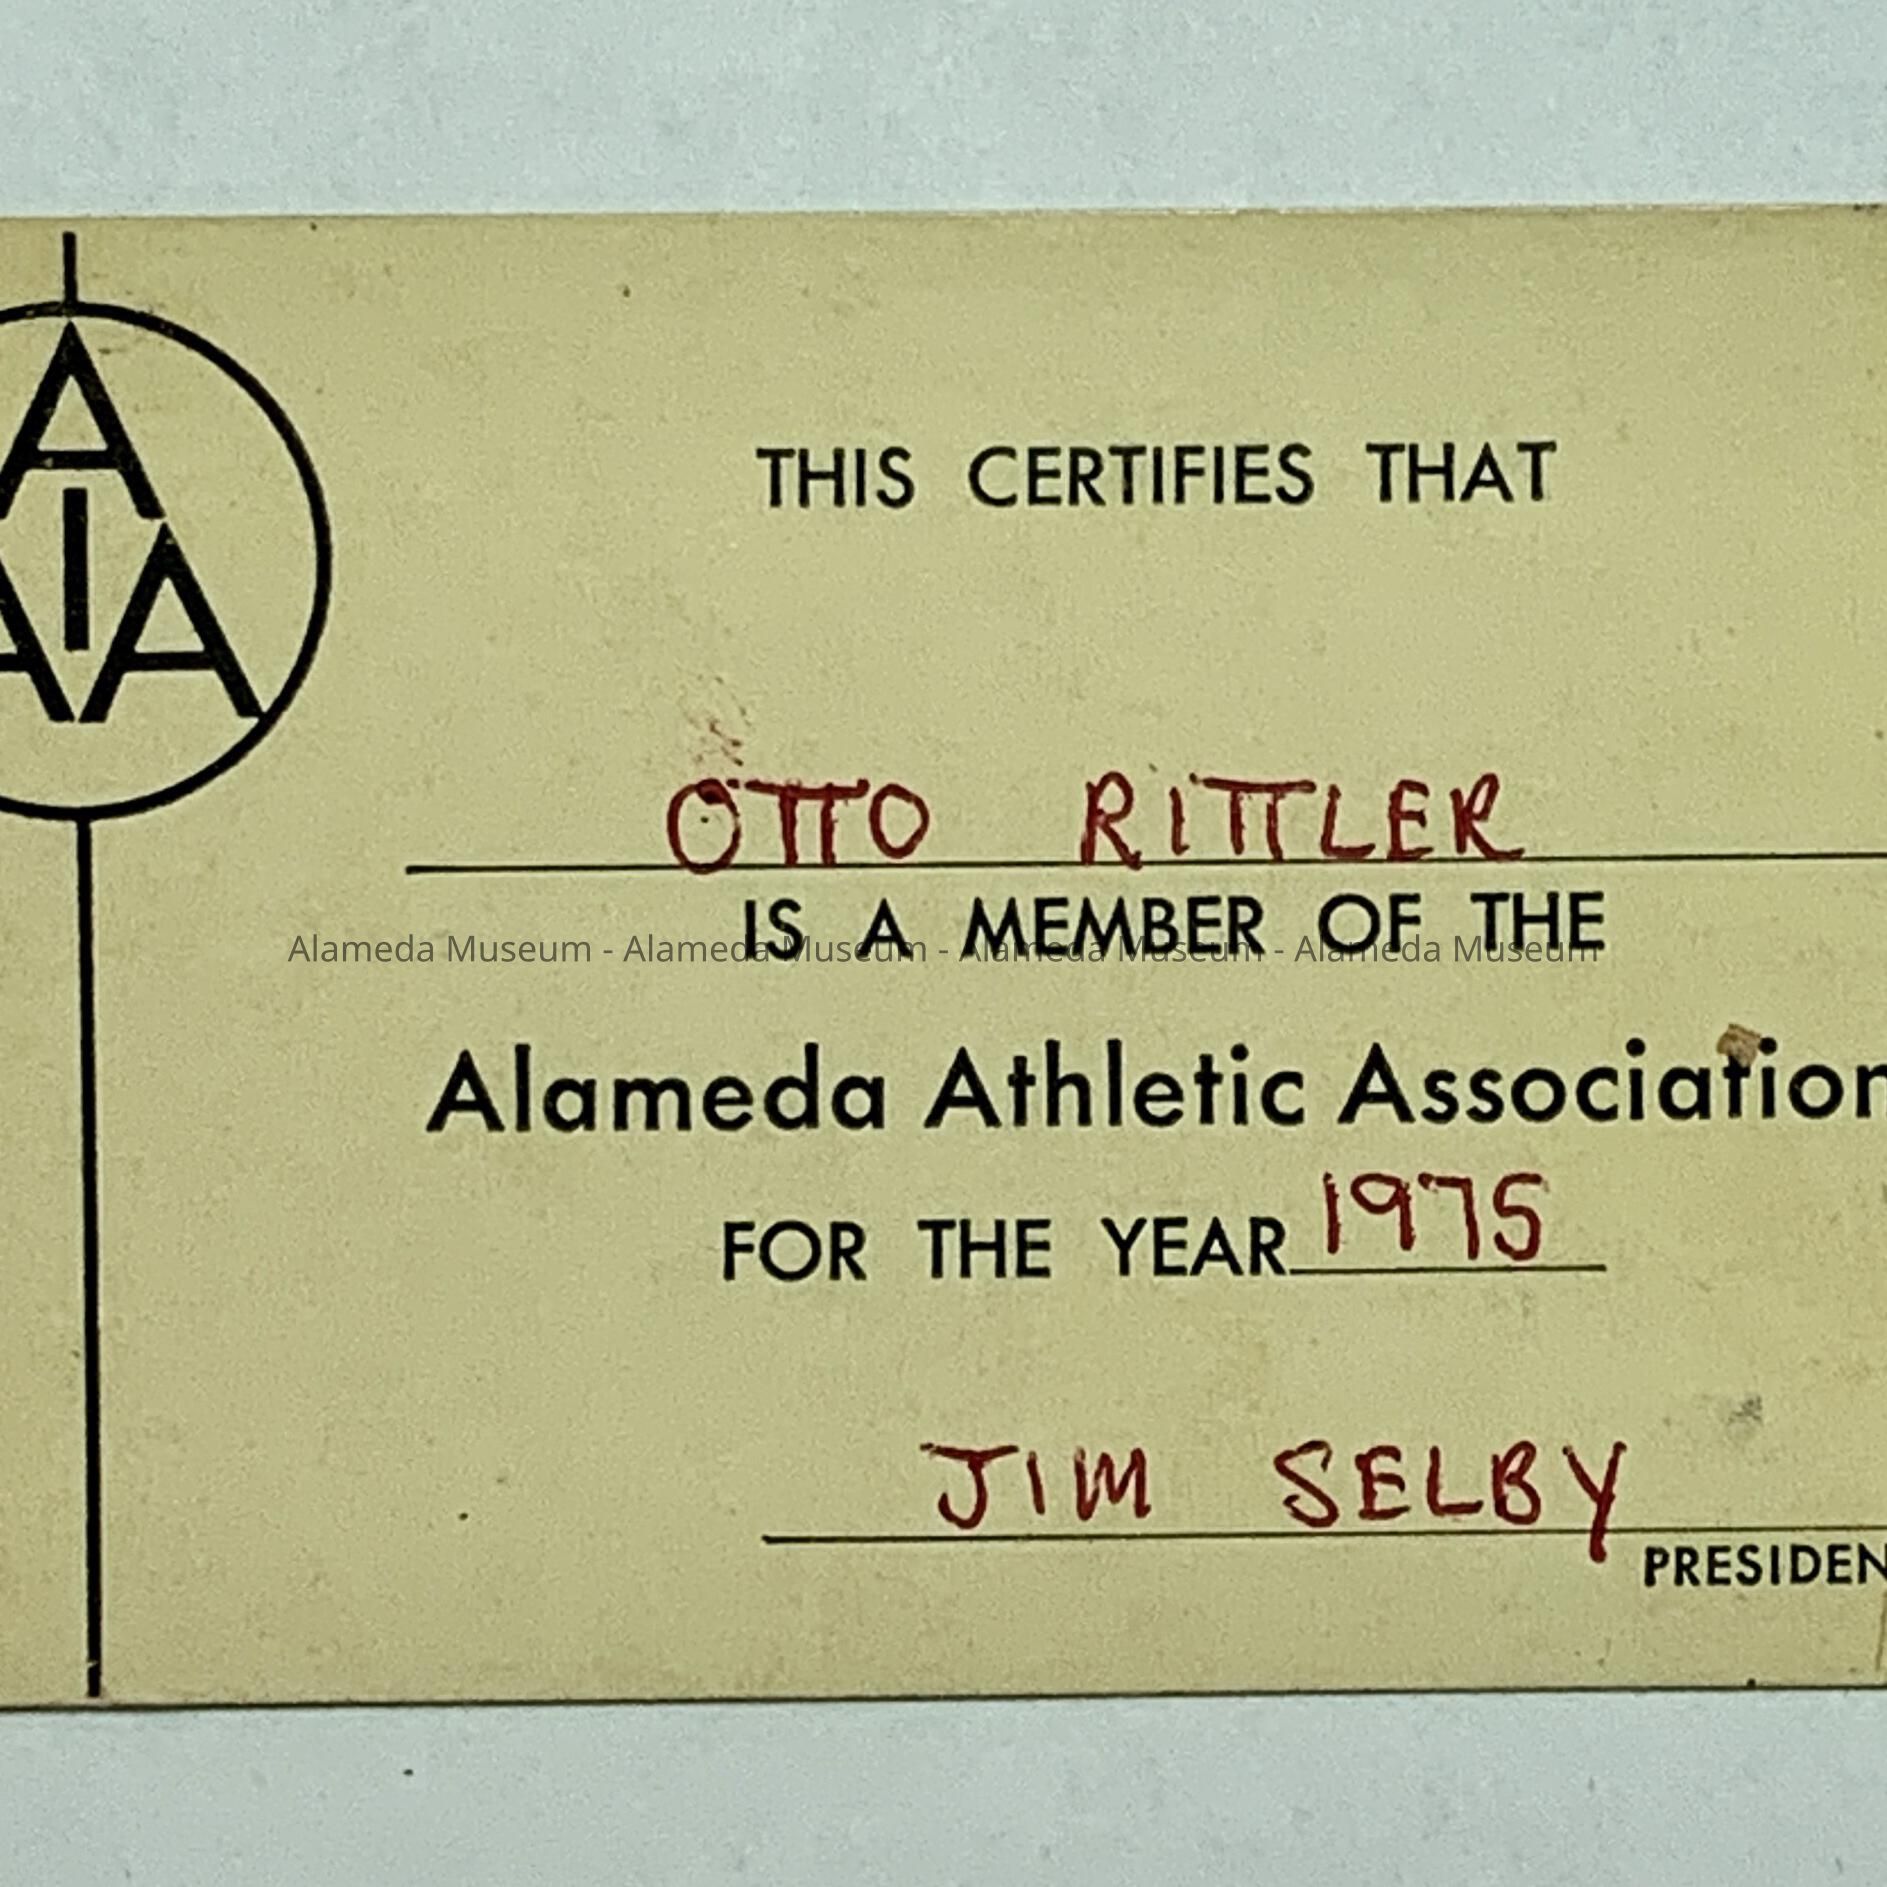 A
I
AA
THIS CERTIFIES THAT
OTTO RITTLER
IS A MEMBER OF THE
Alameda Museum - Alameda Museum - Alameda Museum - Alameda Museum
Alameda Athletic Association
FOR THE YEAR 1975
JIM SELBY
PRESIDEN